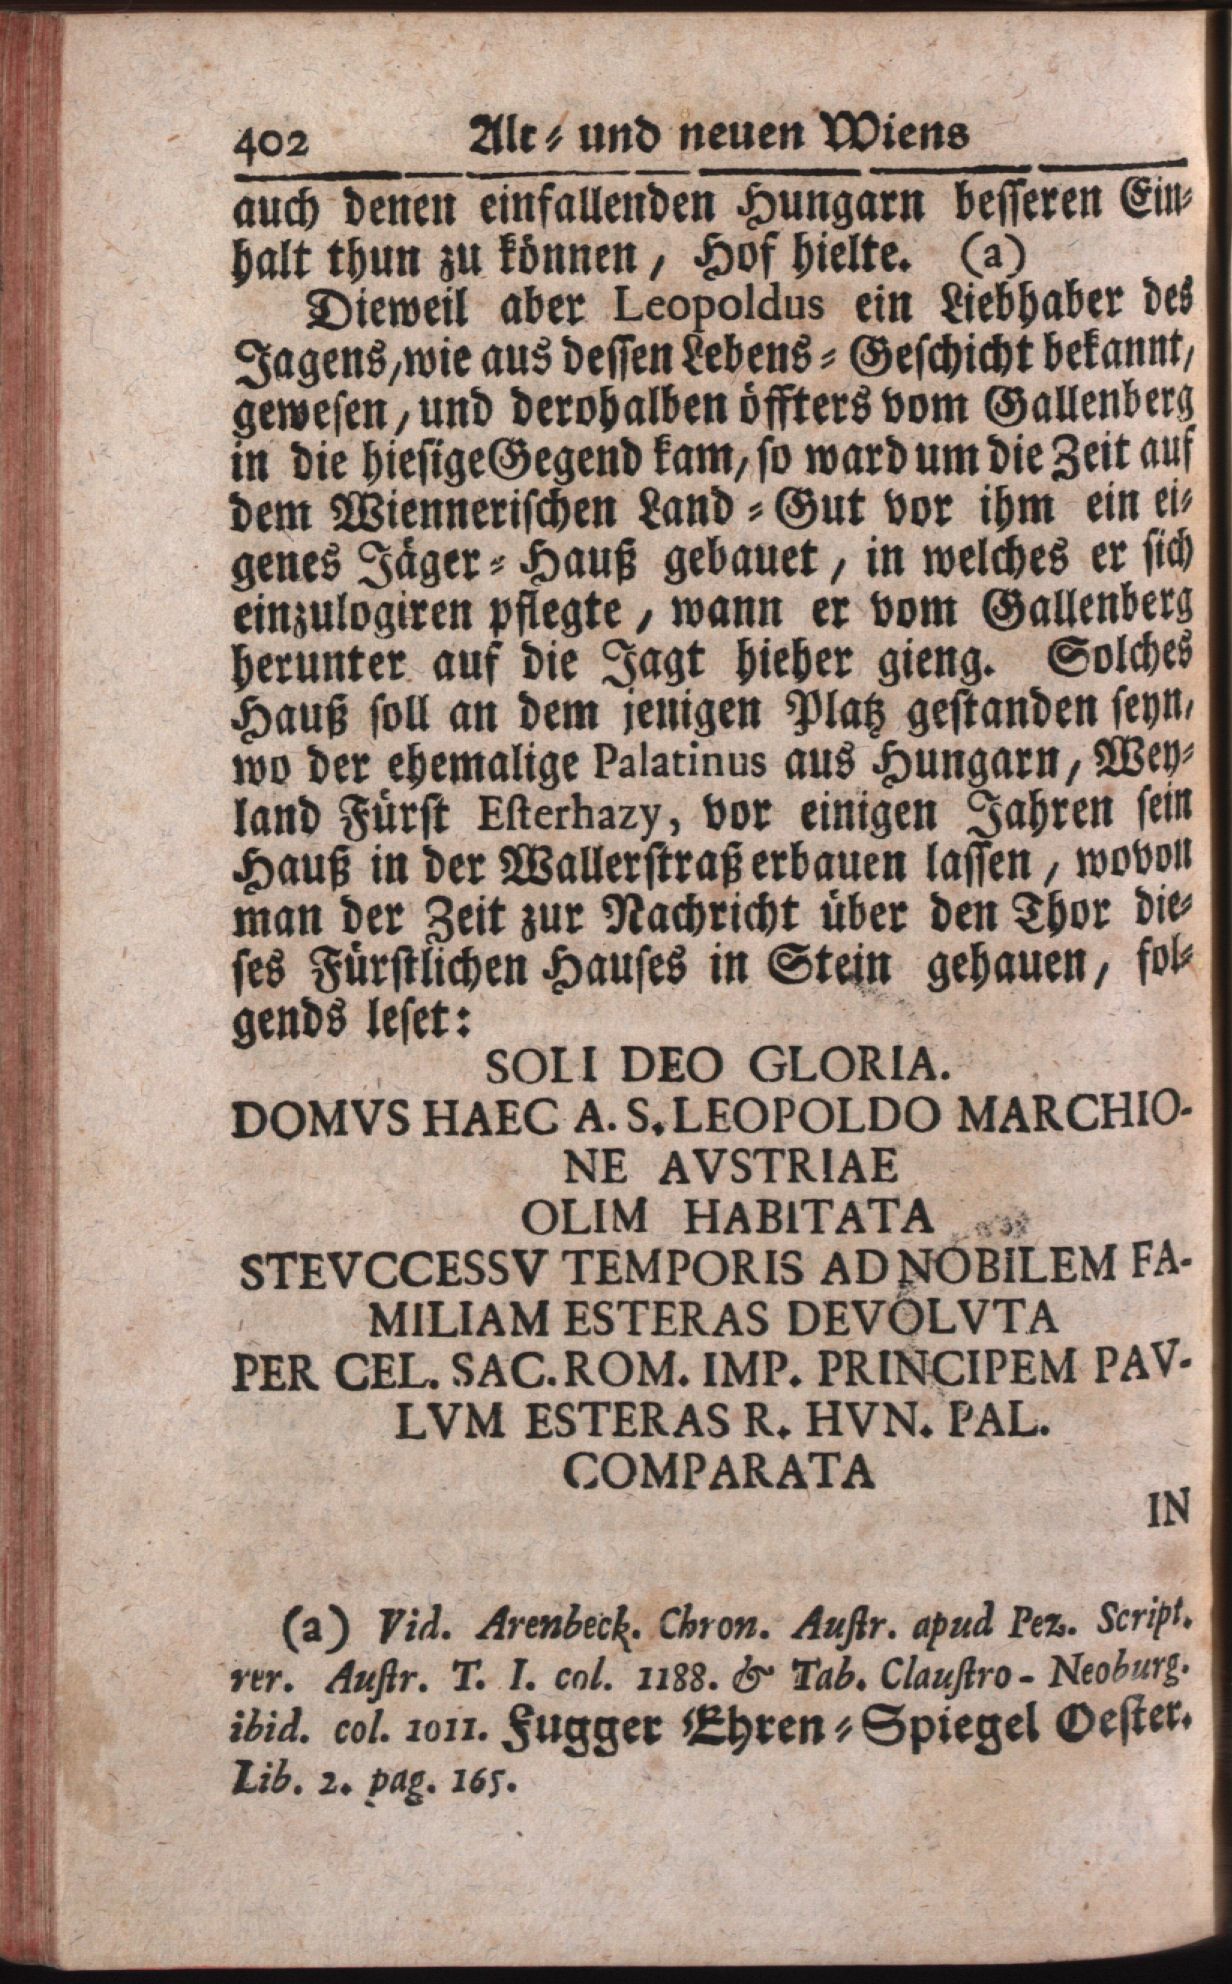 402 Alt- und neuen Wiens
auch denen einfallenden Hungarn besseren Ein-
halt thun zu können, Hof hielte. (a)
Dieweil aber Leopoldus ein Liebhaber des
Jagens, wie aus dessen Lebens-Geschicht bekannt,
gewesen, und derohalben öffters vom Gallenberg
in die hiesige Gegend kam, so ward um die Zeit auf
dem Wiennerischen Land-Gut vor ihm ein ei-
genes Jäger-Hauß gebauet, in welches er sich
einzulogiren pflegte, wann er vom Gallenberg
herunter auf die Jagt hieher gieng. Solches
Hauß soll an dem jenigen Platz gestanden seyn,
wo der ehemalige Palatinus aus Hungarn, Wey-
land Fürst Esterhazy, vor einigen Jahren sein
Hauß in der Wallerstraß erbauen lassen, wovon
man der Zeit zur Nachricht über den Thor die-
ses Fürstlichen Hauses in Stein gehauen, fol-
gends leset:
SOLI DEO GLORIA.
DOMVS HAEC A. S. LEOPOLDO MARCHIO-
NE AVSTRIAE
OLIM HABITATA
STEVCCESSV TEMPORIS AD NOBILEM FA-
MILIAM ESTERAS DEVOLVTA
PER CEL. SAC. ROM. IMP. PRINCIPEM PAV-
LVM ESTERAS R. HVN. PAL.
COMPARATA
IN
(a) Vid. Arenbeck. Chron. Austr. apud Pez. Script.
rer. Austr. T. I. col. 1188. & Tab. Claustro-Neoburg.
ibid. col. 1011. Fugger Ehren-Spiegel Oester.
Lib. 2. pag. 165.